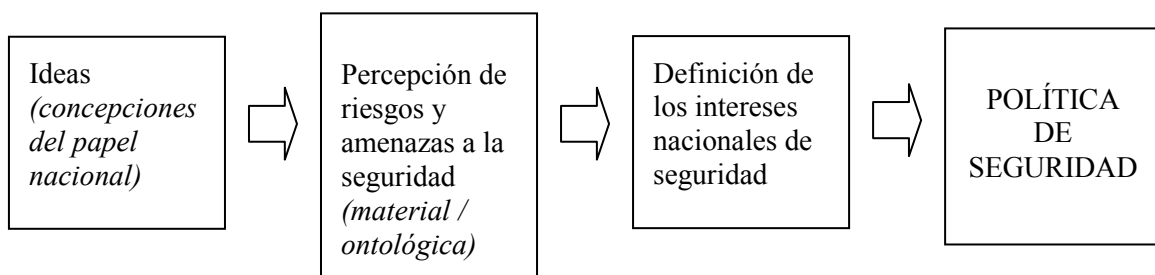 Ideas
(concepciones
del papel
nacional)
Percepción de
riesgos y
amenazas a la
seguridad
(material /
ontológica)
Definición de
los intereses
nacionales de
seguridad
POLÍTICA
DE
SEGURIDAD